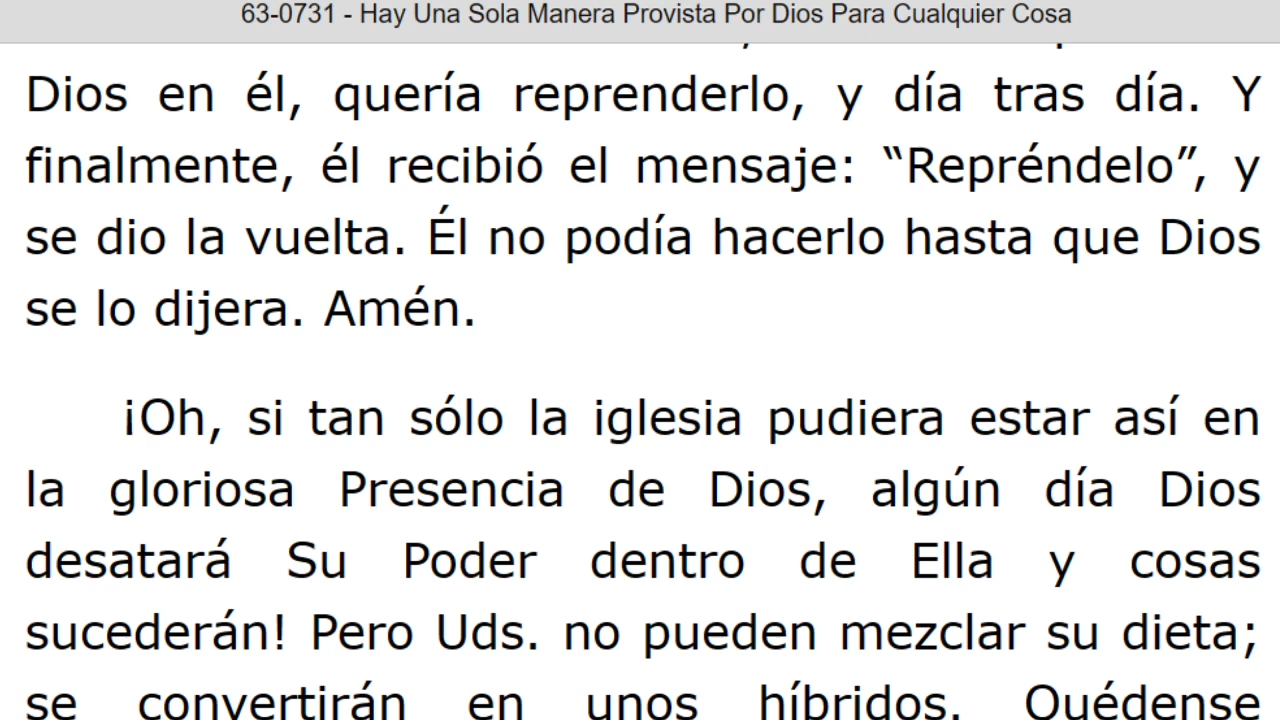 63-0731 - Hay Una Sola Manera Provista Por Dios Para Cualquier Cosa
Dios en él, quería reprenderlo, y día tras día. Y
finalmente, él recibió el mensaje: “Repréndelo”, y
se dio la vuelta. Él no podía hacerlo hasta que Dios
se lo dijera. Amén.
¡Oh, si tan sólo la iglesia pudiera estar así en
la gloriosa Presencia de Dios, algún día Dios
desatará Su Poder dentro de Ella y cosas
sucederán! Pero Uds. no pueden mezclar su dieta;
se convertirán en unos híbridos. Quédense